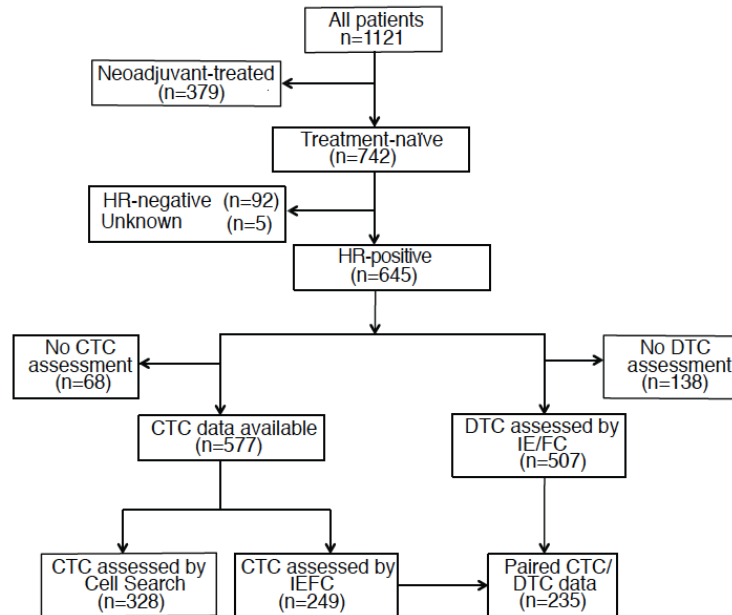 All patients
n=1121
Neoadjuvant-treated
(n=379)
Treatment-naïve
(n=742)
HR-negative (n=92)
Unknown (n=5)
HR-positive
(n=645)
No CTC
assessment
(n=68)
No DTC
assessment
(n=138)
CTC data available
(n=577)
DTC assessed by
IE/FC
(n=507)
CTC assessed by
Cell Search
(n=328)
CTC assessed by
IEFC
(n=249)
Paired CTC/
DTC data
(n=235)